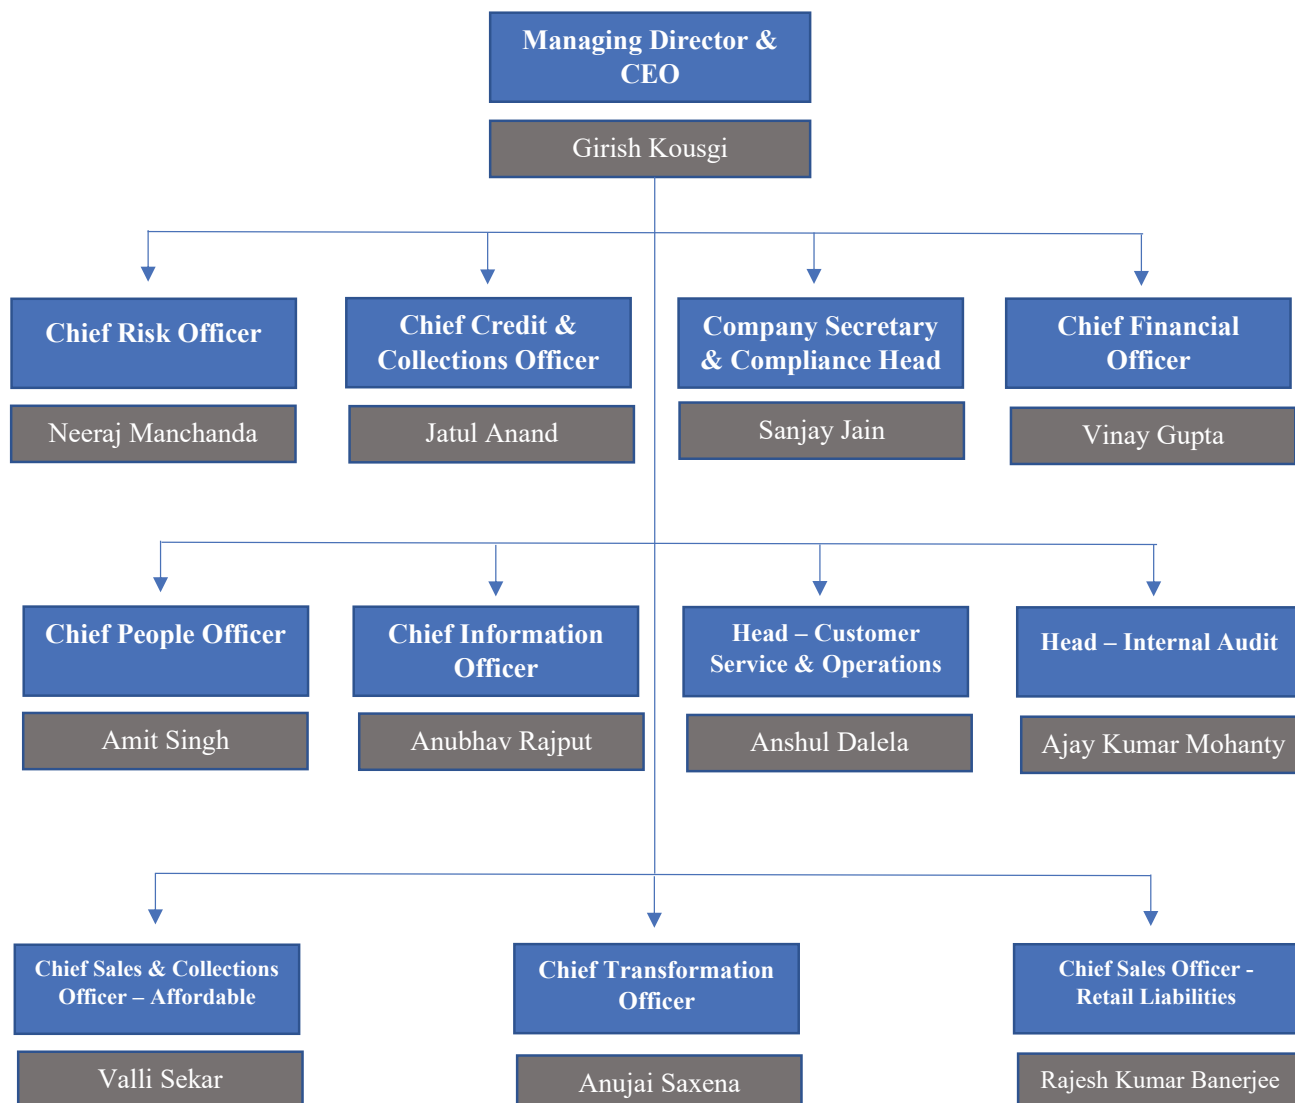 Managing Director &
CEO
Girish Kousgi
Chief Risk Officer
Neeraj Manchanda
Chief Credit &
Collections Officer
Jatul Anand
Company Secretary
& Compliance Head
Sanjay Jain
Chief Financial
Officer
Vinay Gupta
Chief People Officer
Amit Singh
Chief Information
Officer
Anubhav Rajput
Head – Customer
Service & Operations
Anshul Dalela
Head – Internal Audit
Ajay Kumar Mohanty
Chief Sales & Collections
Officer – Affordable
Valli Sekar
Chief Transformation
Officer
Anujai Saxena
Chief Sales Officer -
Retail Liabilities
Rajesh Kumar Banerjee